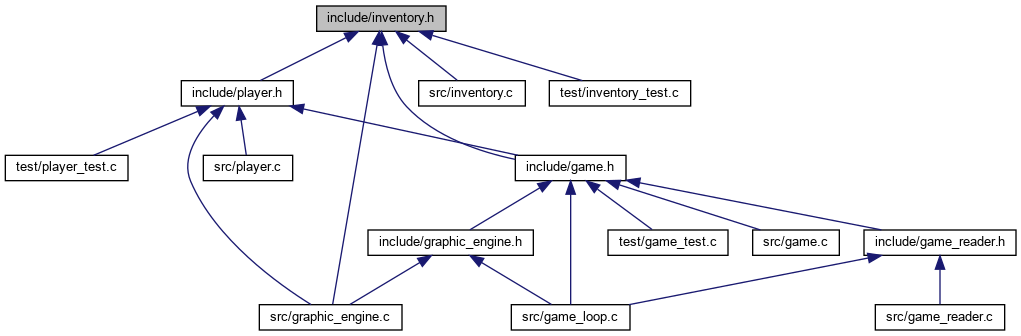 include/inventory.h
include/player.h
src/inventory.c
test/inventory_test.c
test/player_test.c
src/player.c
include/game.h
include/graphic_engine.h
test/game_test.c
src/game.c
include/game_reader.h
src/graphic_engine.c
src/game_loop.c
src/game_reader.c